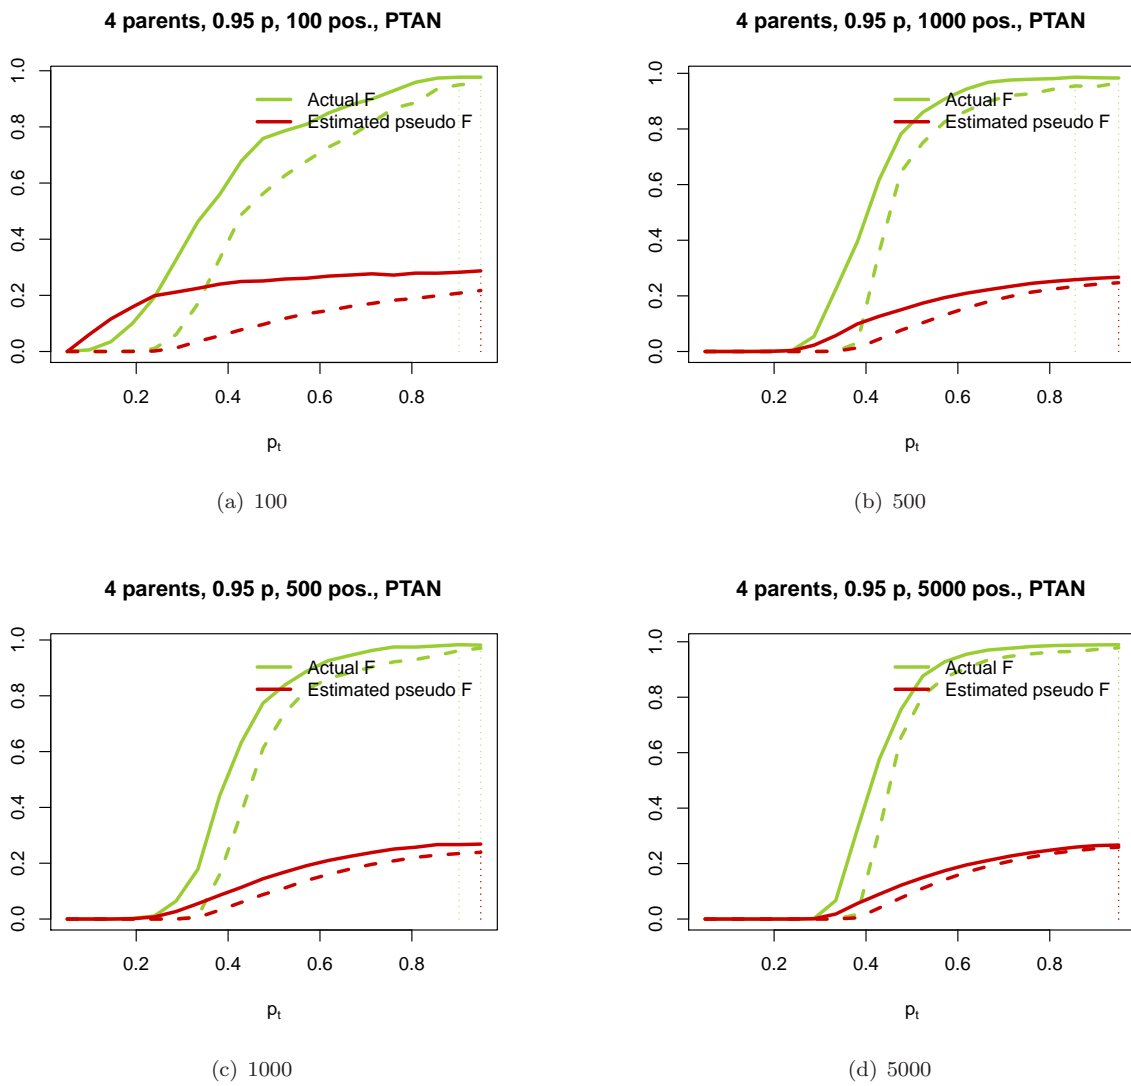 4 parents, 0.95 p, 100 pos., PTAN
Actual F
Estimated pseudo F
0.0 0.2 0.4 0.6 0.8 1.0
0.2 0.4 0.6 0.8
pt
(a) 100
4 parents, 0.95 p, 1000 pos., PTAN
Actual F
Estimated pseudo F
0.0 0.2 0.4 0.6 0.8 1.0
0.2 0.4 0.6 0.8
pt
(b) 500
4 parents, 0.95 p, 500 pos., PTAN
Actual F
Estimated pseudo F
0.0 0.2 0.4 0.6 0.8 1.0
0.2 0.4 0.6 0.8
pt
(c) 1000
4 parents, 0.95 p, 5000 pos., PTAN
Actual F
Estimated pseudo F
0.0 0.2 0.4 0.6 0.8 1.0
0.2 0.4 0.6 0.8
pt
(d) 5000